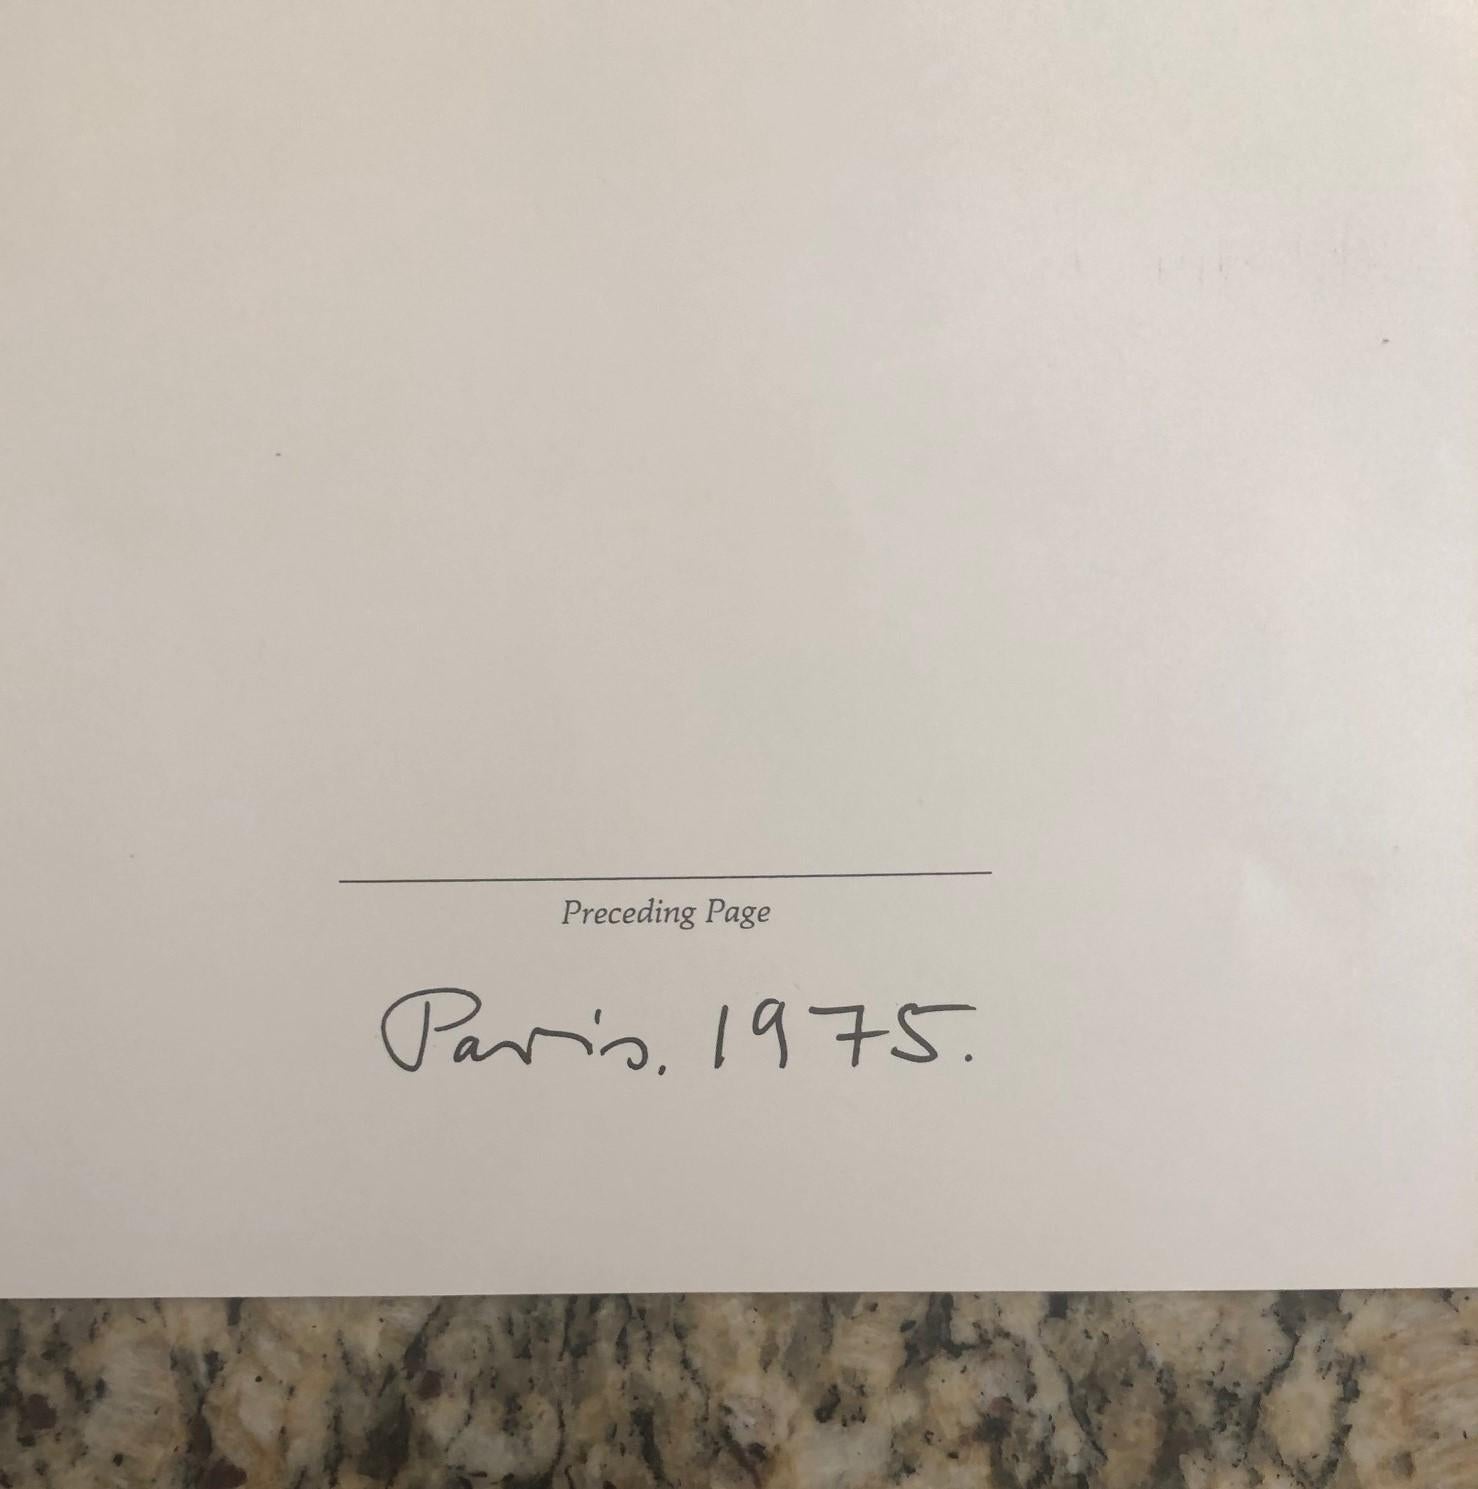 Preceding Page
Paris. 1975.